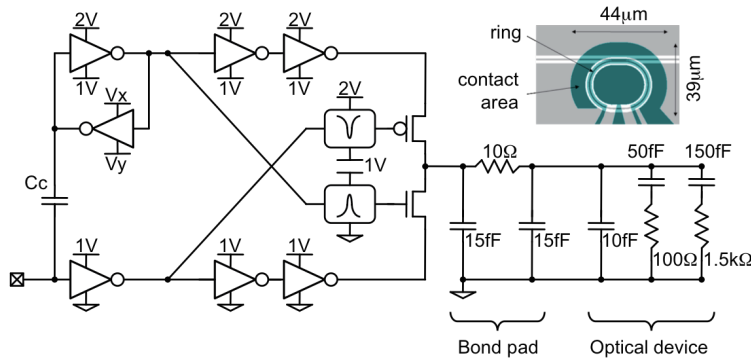 2V
2V
2V
44μm
ring
1V
1V
1V
contact
area
39μm
Vx
2V
Vy
1V
10Ω
50fF
150fF
Cc
1V
1V
1V
15fF
15fF
10fF
100Ω
1.5kΩ
Bond pad
Optical device